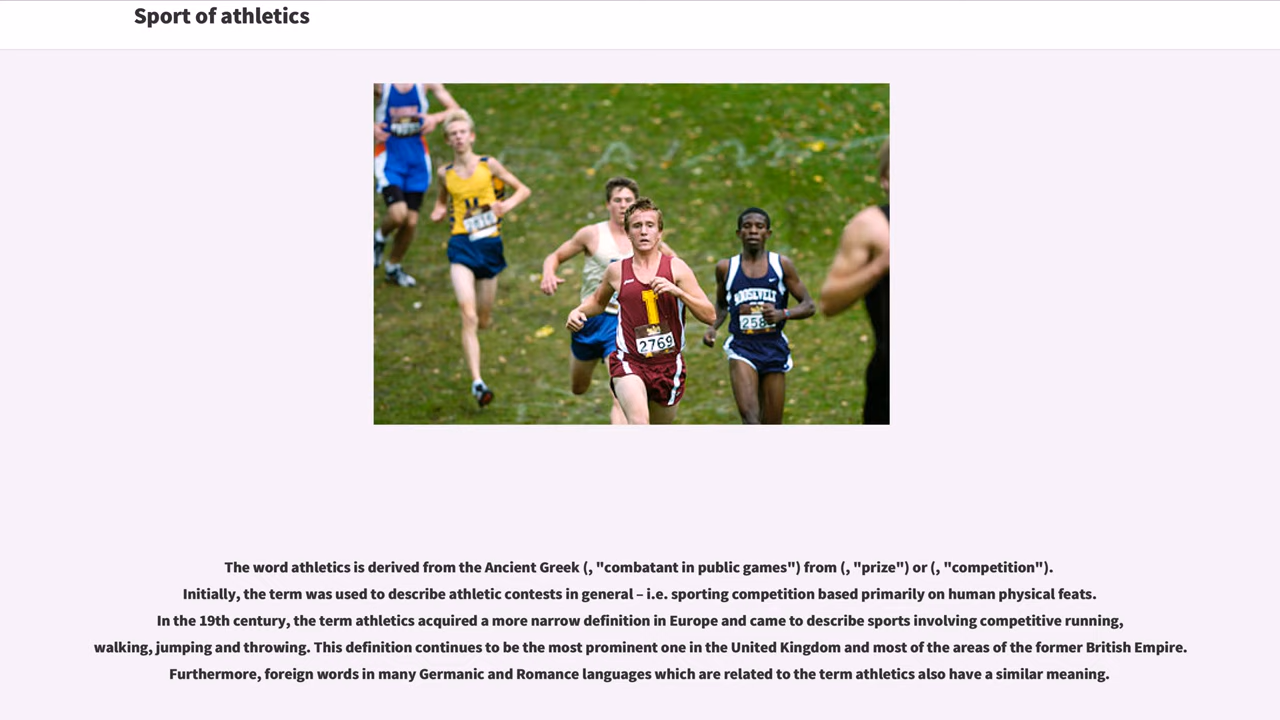 Sport of athletics
ROOSEVELT
258
2769
The word athletics is derived from the Ancient Greek (, "combatant in public games") from (, "prize") or (, "competition").
Initially, the term was used to describe athletic contests in general – i.e. sporting competition based primarily on human physical feats.
In the 19th century, the term athletics acquired a more narrow definition in Europe and came to describe sports involving competitive running,
walking, jumping and throwing. This definition continues to be the most prominent one in the United Kingdom and most of the areas of the former British Empire.
Furthermore, foreign words in many Germanic and Romance languages which are related to the term athletics also have a similar meaning.